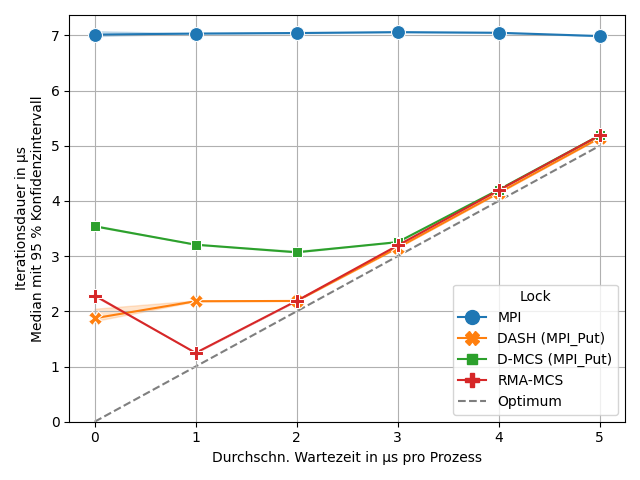 Iterationsdauer in µs
Median mit 95 % Konfidenzintervall
7
6
5
4
3
2
1
0
0 1 2 3 4 5
Durchschn. Wartezeit in µs pro Prozess
Lock
MPI
DASH (MPI_Put)
D-MCS (MPI_Put)
RMA-MCS
Optimum